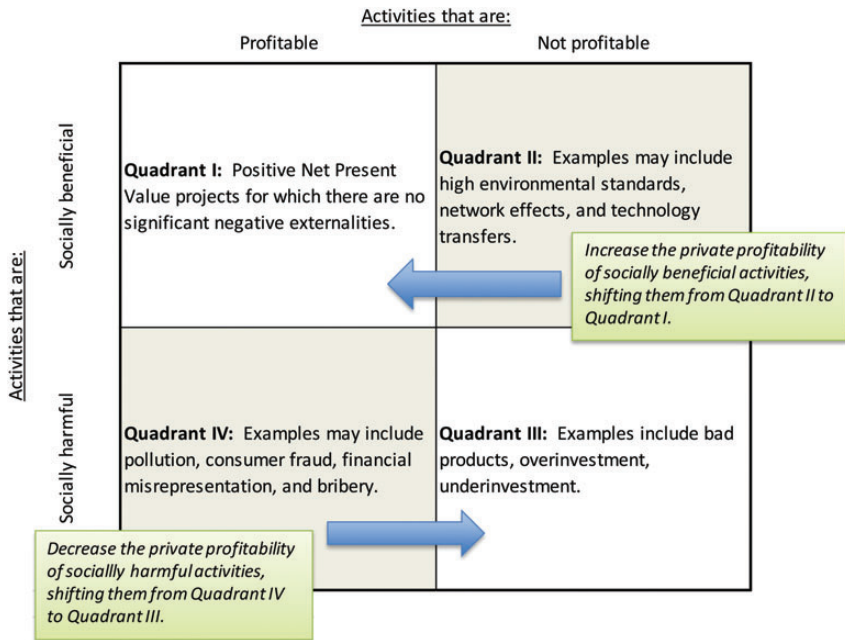 Activities that are:
Profitable
Not profitable
Activities that are:
Socially beneficial
Quadrant I: Positive Net Present
Value projects for which there are no
significant negative externalities.
Quadrant II: Examples may include
high environmental standards,
network effects, and technology
transfers.
Increase the private profitability
of socially beneficial activities,
shifting them from Quadrant II to
Quadrant I.
Socially harmful
Quadrant IV: Examples may include
pollution, consumer fraud, financial
misrepresentation, and bribery.
Quadrant III: Examples include bad
products, overinvestment,
underinvestment.
Decrease the private profitability
of sociallly harmful activities,
shifting them from Quadrant IV
to Quadrant III.